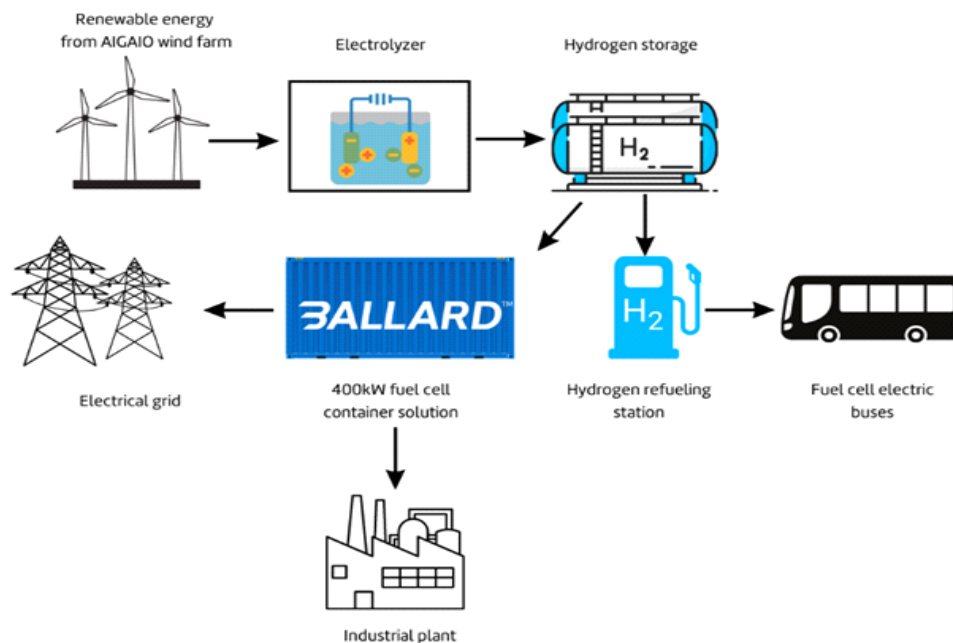 Renewable energy
from AIGAIO wind farm
Electrolyzer
Hydrogen storage
H2
BALLARD™
H2
Electrical grid
400kW fuel cell
container solution
Hydrogen refueling
station
Fuel cell electric
buses
Industrial plant